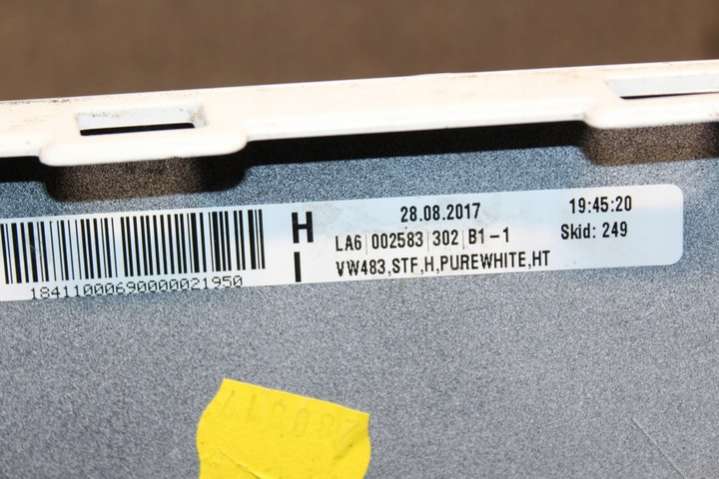 H
I
28.08.2017 19:45:20
LA6 002583 302 B1-1 Skid: 249
VW483,STF,H,PUREWHITE,HT
18411000690000021950